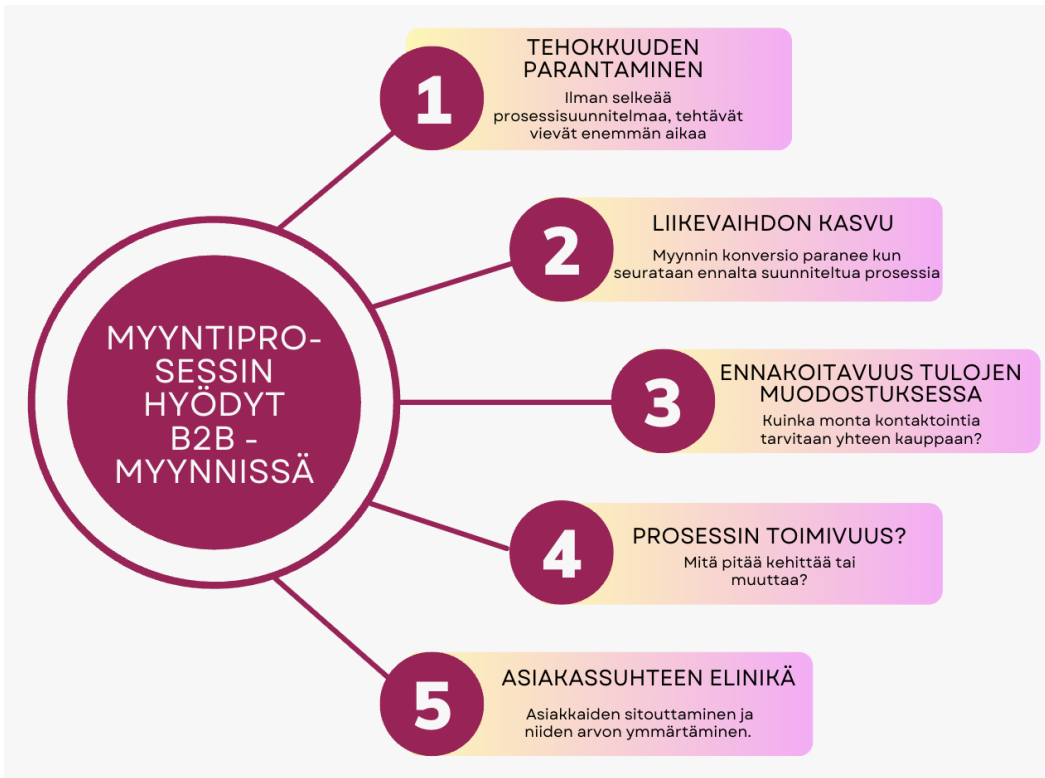 MYYNTIPRO-
SESSIN
HYÖDYT
B2B -
MYYNNISSÄ
1
TEHOKKUUDEN
PARANTAMINEN
Ilman selkeää
prosessisuunnitelmaa, tehtävät
vievät enemmän aikaa
2
LIIKEVAIHDON KASVU
Myynnin konversio paranee kun
seurataan ennalta suunniteltua prosessia
3
ENNAKOITAVUUS TULOJEN
MUODOSTUKSESSA
Kuinka monta kontaktointia
tarvitaan yhteen kauppaan?
4
PROSESSIN TOIMIVUUS?
Mitä pitää kehittää tai
muuttaa?
5
ASIAKASSUHTEEN ELINIKÄ
Asiakkaiden sitouttaminen ja
niiden arvon ymmärtäminen.